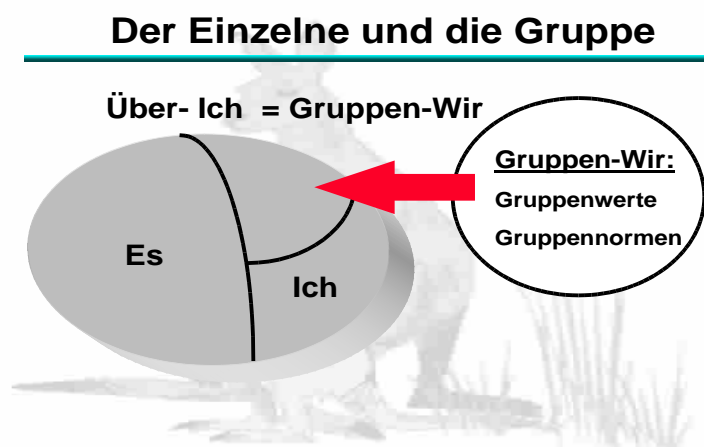 Der Einzelne und die Gruppe
Über- Ich = Gruppen-Wir
Gruppen-Wir:
Gruppenwerte
Gruppennormen
Es
Ich